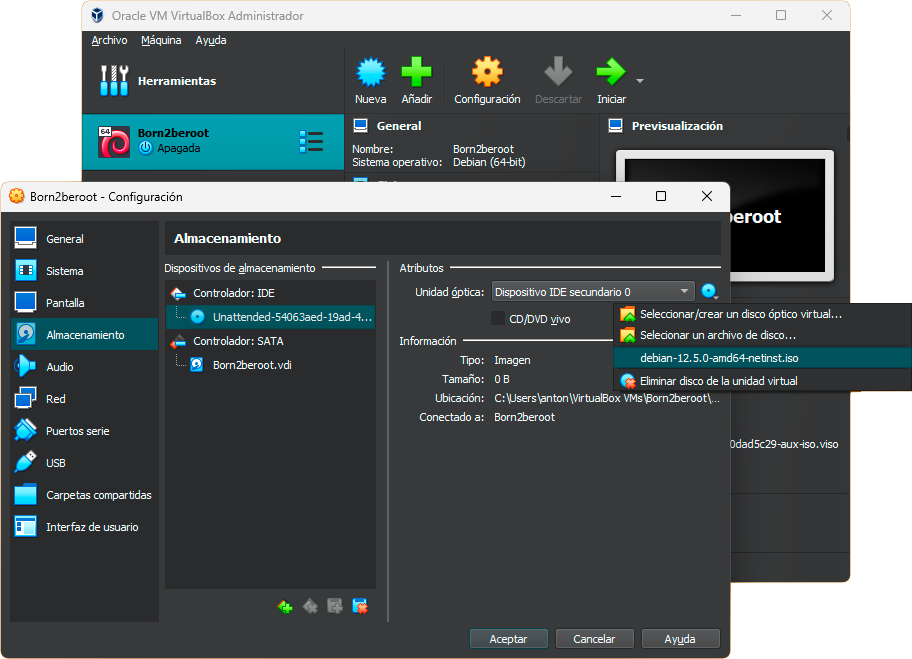 Oracle VM VirtualBox Administrador
Archivo Máquina Ayuda
Herramientas
Nueva Añadir Configuración Descartar Iniciar
64 Born2beroot
Apagada
General
Nombre: Born2beroot
Sistema operativo: Debian (64-bit)
Previsualización
beroot
Born2beroot - Configuración
General
Sistema
Pantalla
Almacenamiento
Audio
Red
Puertos serie
USB
Carpetas compartidas
Interfaz de usuario
Almacenamiento
Dispositivos de almacenamiento
Controlador: IDE
Unattended-54063aed-19ad-4...
Controlador: SATA
Born2beroot.vdi
Atributos
Unidad óptica: Dispositivo IDE secundario 0
CD/DVD vivo
Información
Tipo: Imagen
Tamaño: 0 B
Ubicación: C:\Users\anton\VirtualBox VMs\Born2beroot\...
Conectado a: Born2beroot
Seleccionar/crear un disco óptico virtual...
Selecionar un archivo de disco...
debian-12.5.0-amd64-netinst.iso
Eliminar disco de la unidad virtual
0dad5c29-aux-iso.viso
Aceptar Cancelar Ayuda